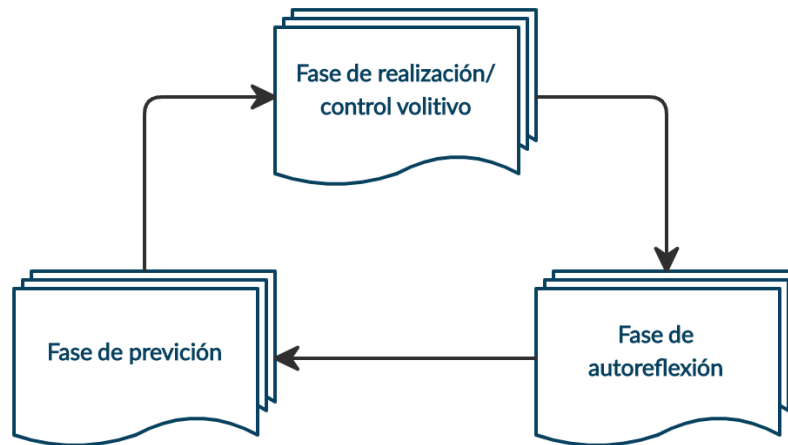 Fase de realización/
control volitivo
Fase de previción
Fase de
autoreflexión